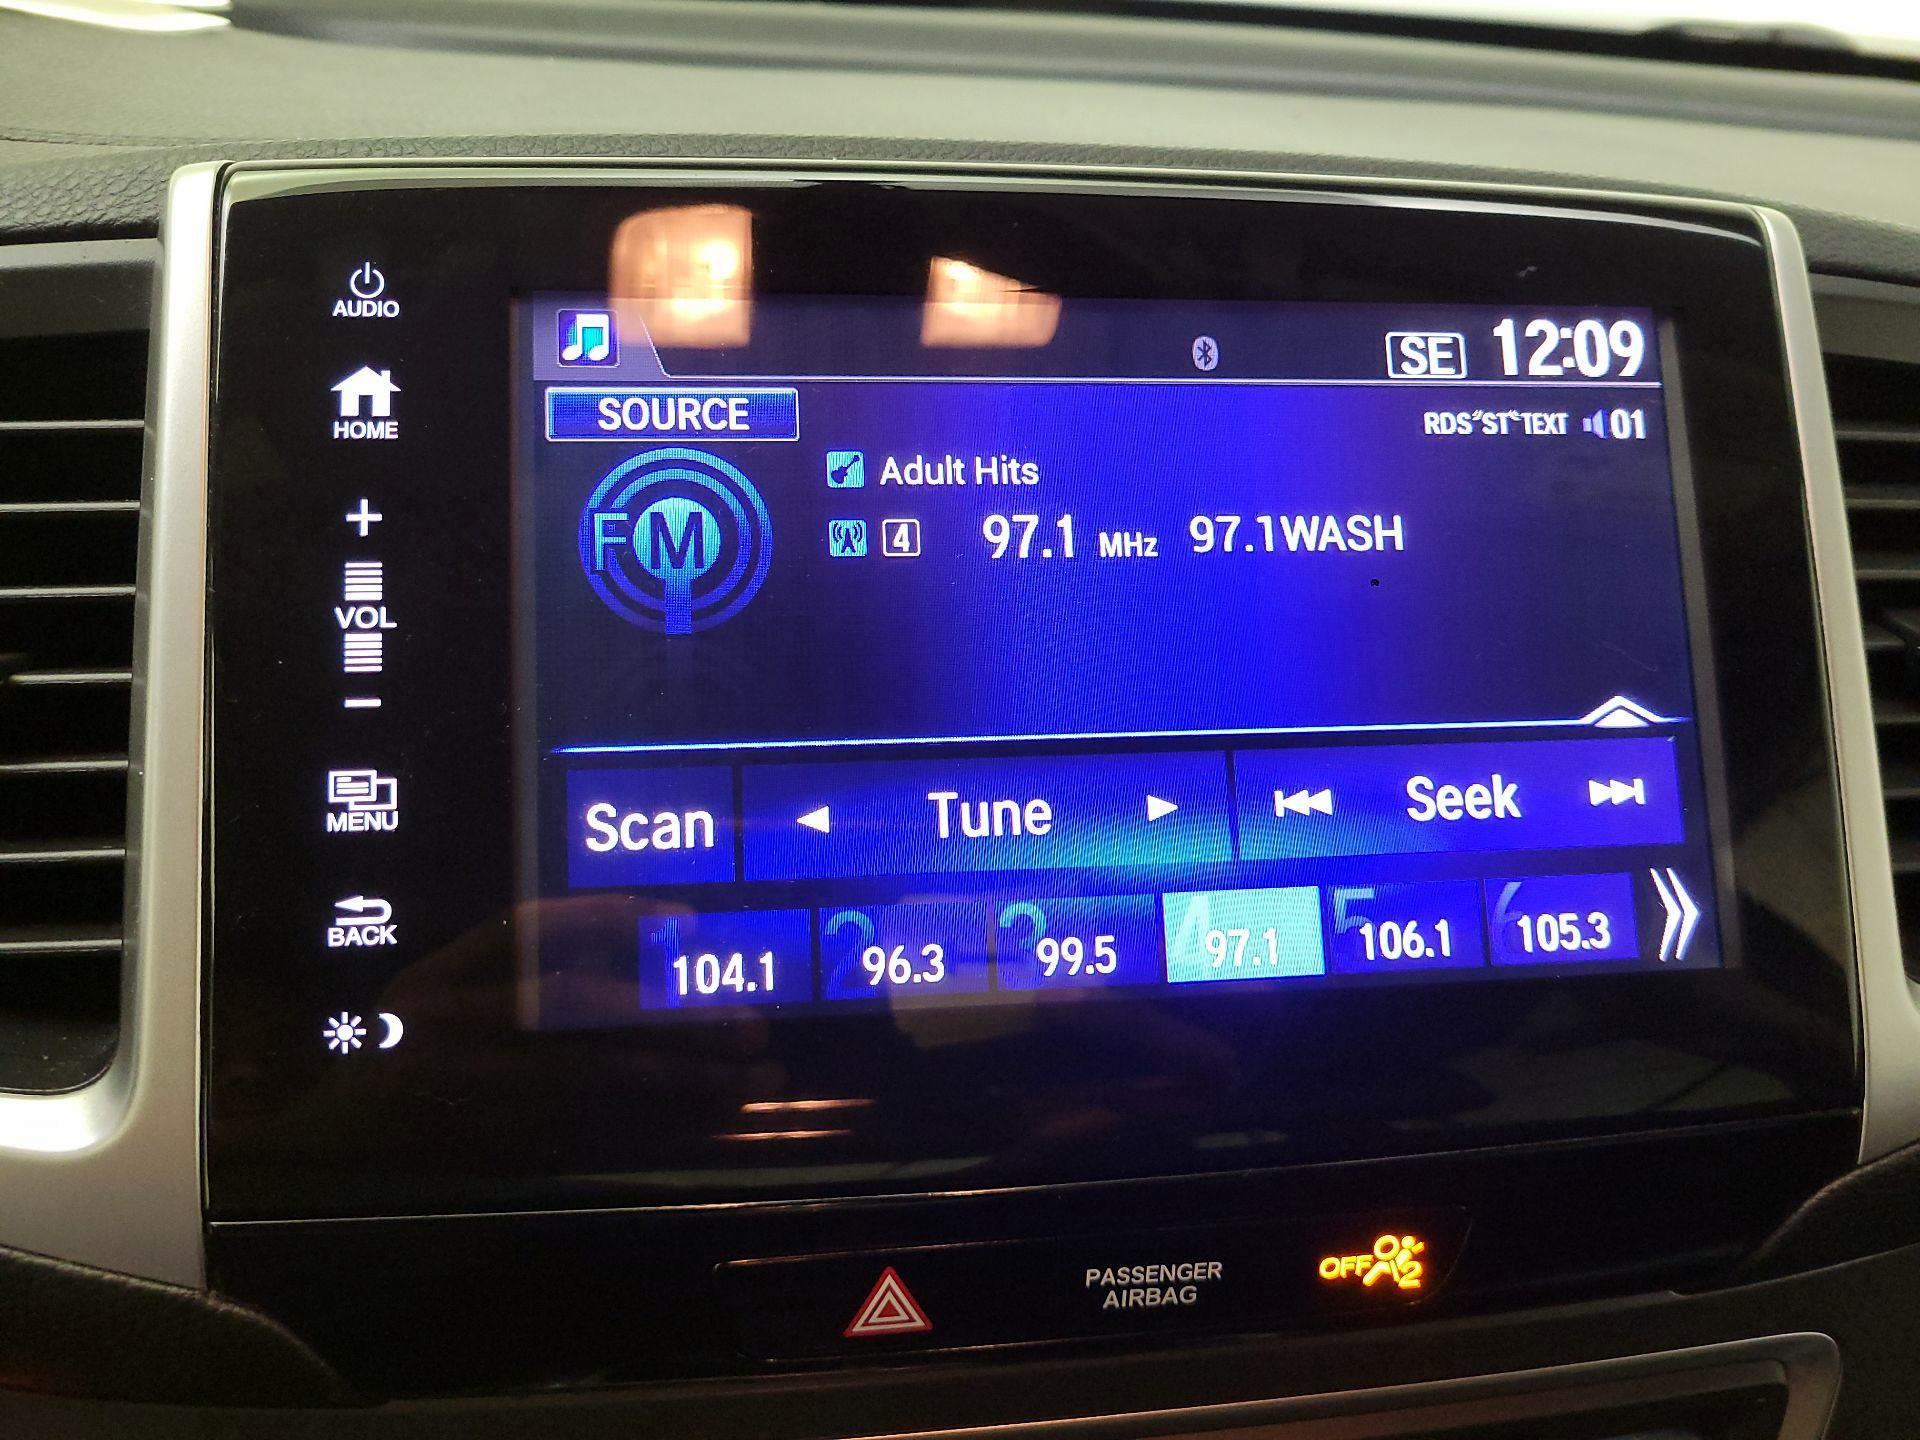 AUDIO
HOME
+
VOL
−
MENU
BACK
SE 12:09
SOURCE
RDS ST TEXT 01
Adult Hits
FM
4 97.1 MHz 97.1WASH
Scan
Tune
Seek
1 104.1
2 96.3
3 99.5
4 97.1
5 106.1
6 105.3
PASSENGER
AIRBAG
OFF 2